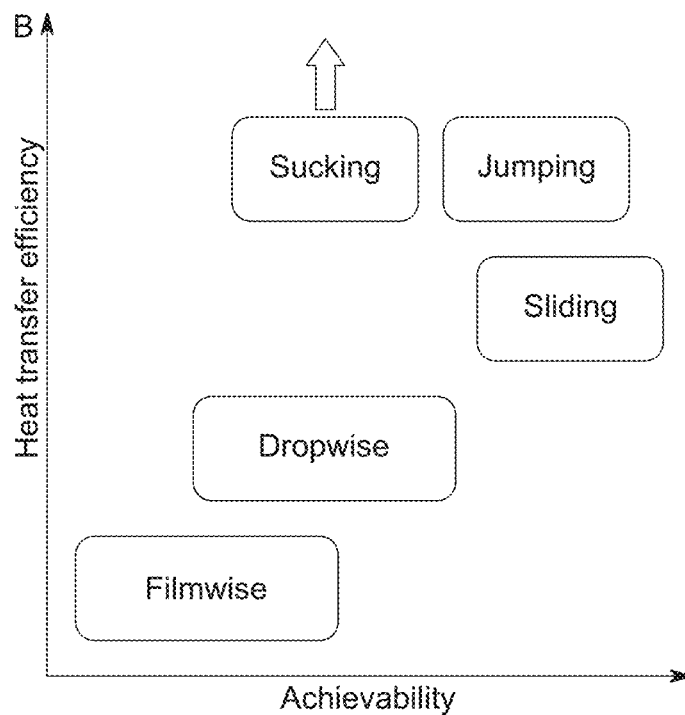 B
Sucking
Jumping
Sliding
Dropwise
Filmwise
Heat transfer efficiency
Achievability